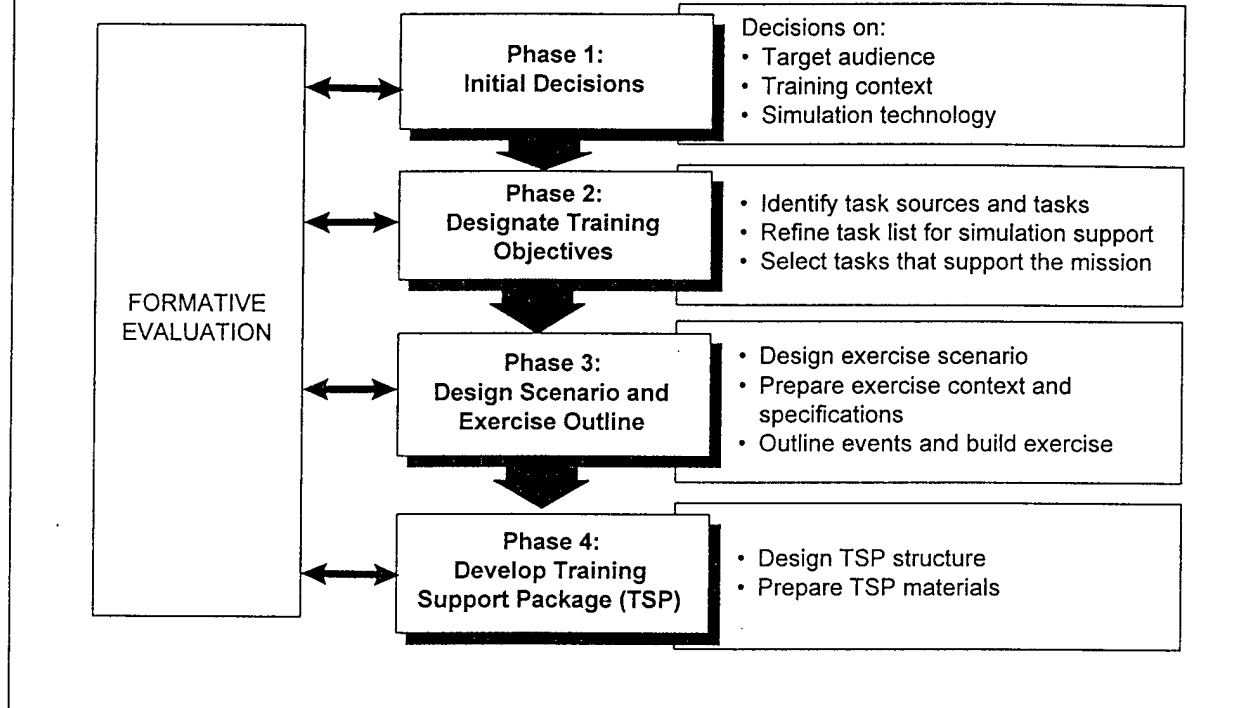 FORMATIVE
EVALUATION
Phase 1:
Initial Decisions
Decisions on:
• Target audience
• Training context
• Simulation technology
Phase 2:
Designate Training
Objectives
• Identify task sources and tasks
• Refine task list for simulation support
• Select tasks that support the mission
Phase 3:
Design Scenario and
Exercise Outline
• Design exercise scenario
• Prepare exercise context and
specifications
• Outline events and build exercise
Phase 4:
Develop Training
Support Package (TSP)
• Design TSP structure
• Prepare TSP materials